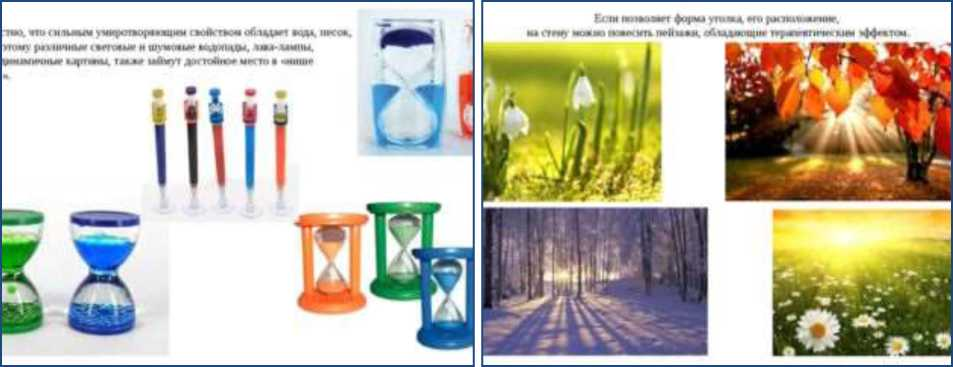 ство, что сильным умиротворяющим свойством обладает вода, песок,
этому различные световые и шумовые водопады, лава-лампы,
динамичные картины, также займут достойное место в «нише
».
Если позволяет форма уголка, его расположение,
на стену можно повесить пейзажи, обладающие терапевтическим эффектом.